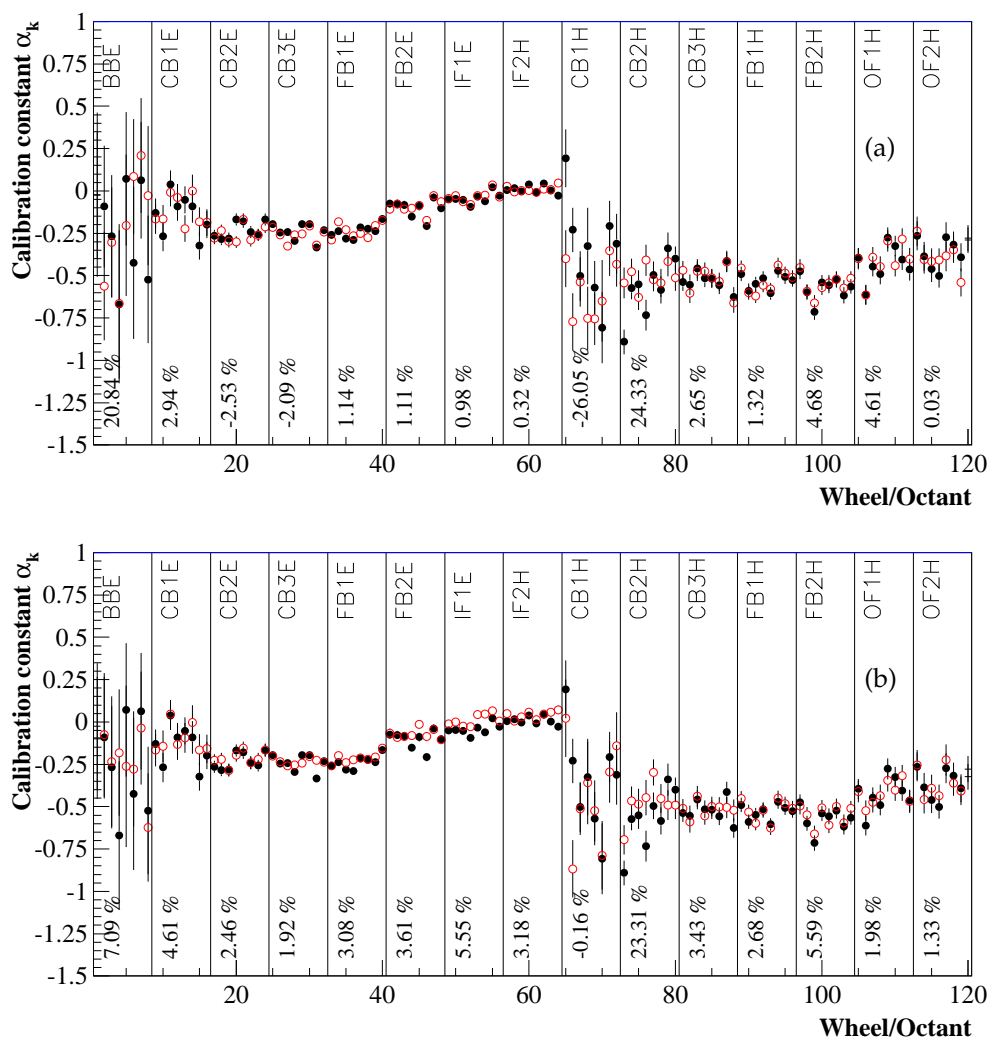 Calibration constant αk
1
0.75
0.5
0.25
0
-0.25
-0.5
-0.75
-1
-1.25
-1.5
BBE
CB1E
CB2E
CB3E
FB1E
FB2E
IF1E
IF2H
CB1H
CB2H
CB3H
FB1H
FB2H
OF1H
OF2H
(a)
20.84 %
2.94 %
-2.53 %
-2.09 %
1.14 %
1.11 %
0.98 %
0.32 %
-26.05 %
24.33 %
2.65 %
1.32 %
4.68 %
4.61 %
0.03 %
20 40 60 80 100 120
Wheel/Octant
Calibration constant αk
1
0.75
0.5
0.25
0
-0.25
-0.5
-0.75
-1
-1.25
-1.5
BBE
CB1E
CB2E
CB3E
FB1E
FB2E
IF1E
IF2H
CB1H
CB2H
CB3H
FB1H
FB2H
OF1H
OF2H
(b)
7.09 %
4.61 %
2.46 %
1.92 %
3.08 %
3.61 %
5.55 %
3.18 %
-0.16 %
23.31 %
3.43 %
2.68 %
5.59 %
1.98 %
1.33 %
20 40 60 80 100 120
Wheel/Octant